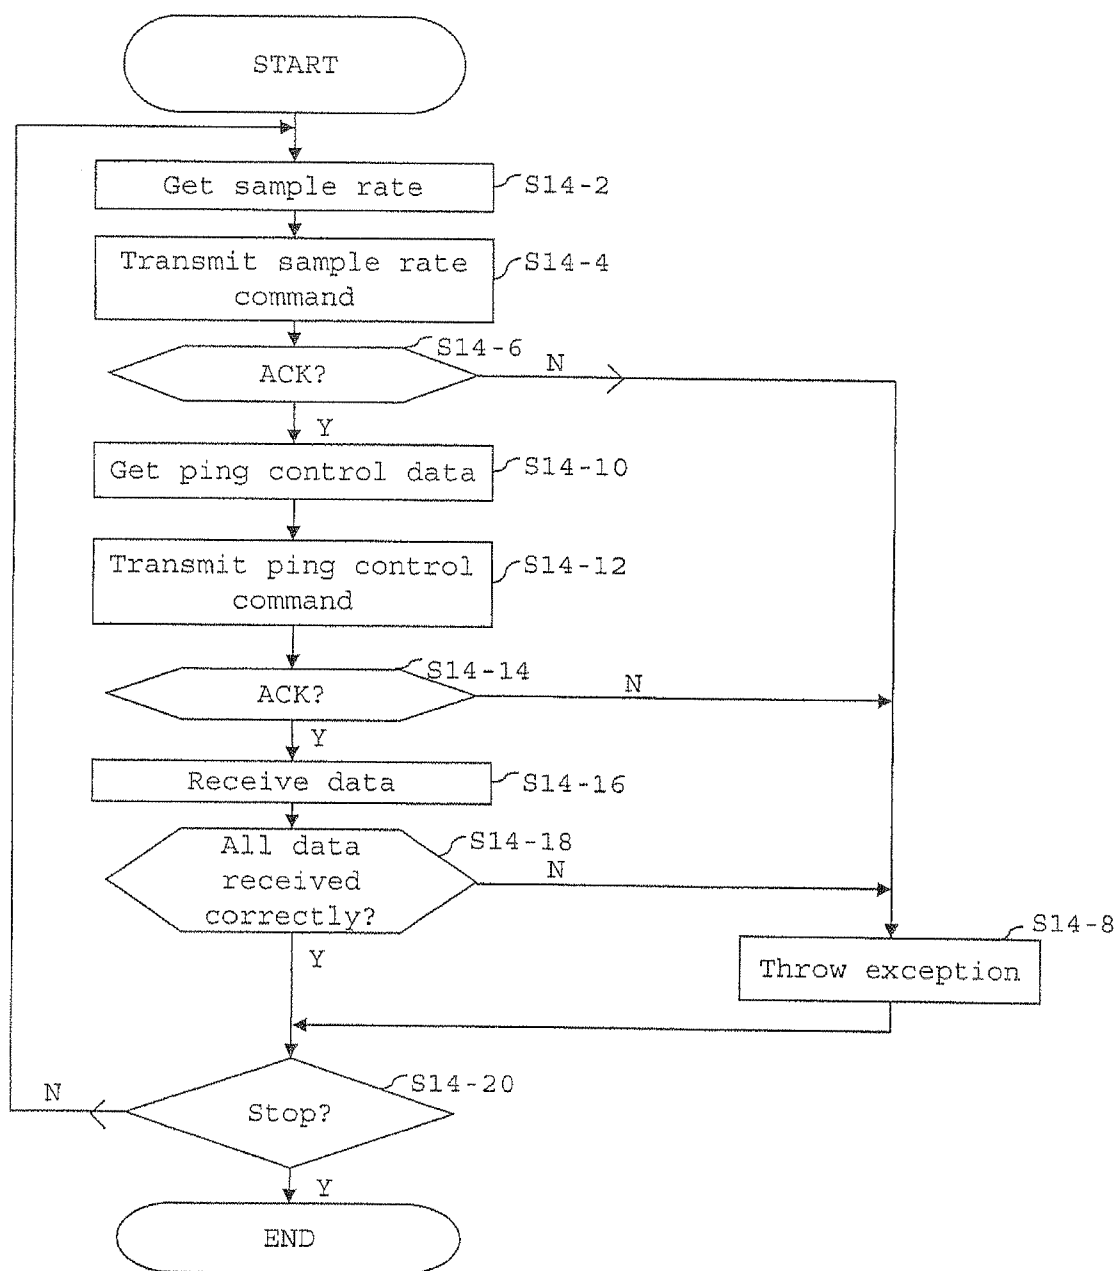 START
Get sample rate
S14-2
Transmit sample rate
command
S14-4
S14-6
ACK?
N
Y
Get ping control data
S14-10
Transmit ping control
command
S14-12
S14-14
ACK?
N
Y
Receive data
S14-16
All data
received
correctly?
S14-18
N
Y
S14-8
Throw exception
S14-20
Stop?
N
Y
END